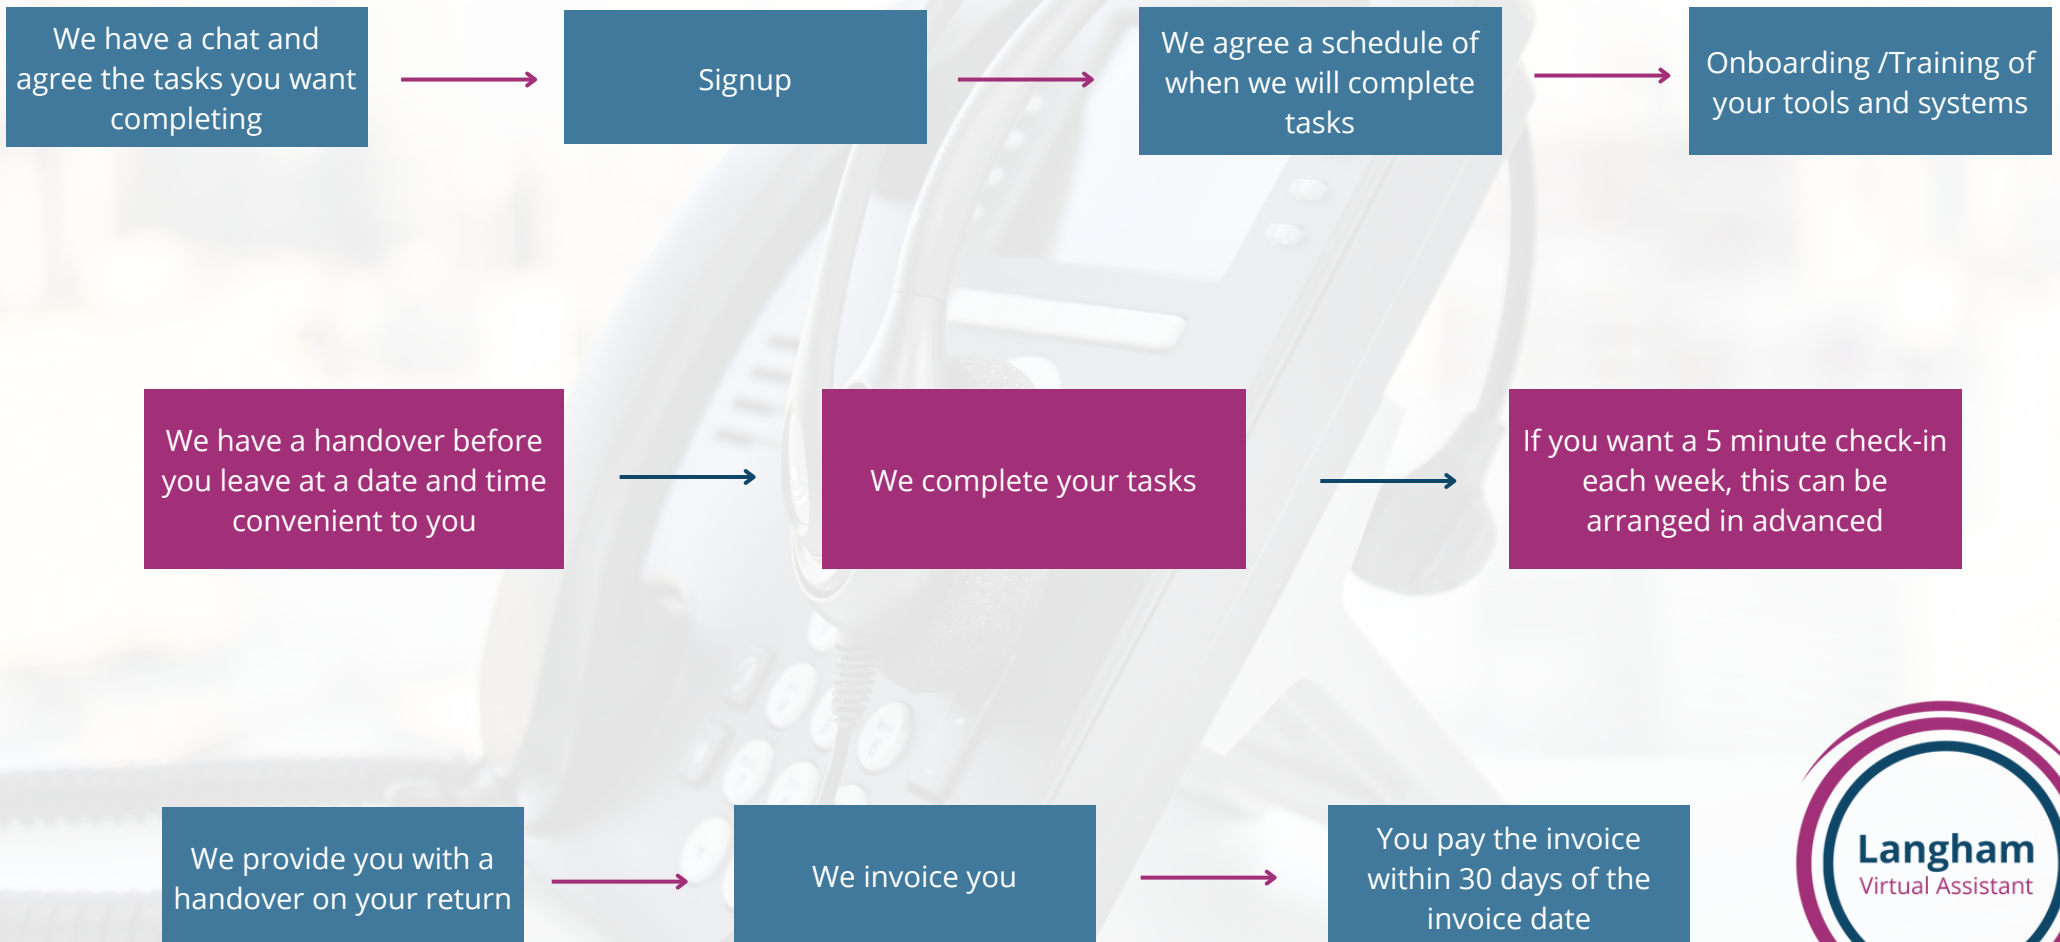 We have a chat and
agree the tasks you want
completing
Signup
We agree a schedule of
when we will complete
tasks
Onboarding /Training of
your tools and systems
We have a handover before
you leave at a date and time
convenient to you
We complete your tasks
If you want a 5 minute check-in
each week, this can be
arranged in advanced
We provide you with a
handover on your return
We invoice you
You pay the invoice
within 30 days of the
invoice date
Langham
Virtual Assistant